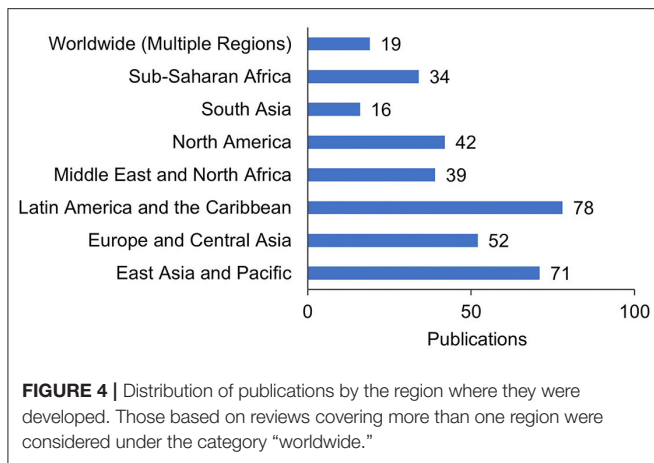 Worldwide (Multiple Regions) 19
Sub-Saharan Africa 34
South Asia 16
North America 42
Middle East and North Africa 39
Latin America and the Caribbean 78
Europe and Central Asia 52
East Asia and Pacific 71
0 50 100
Publications
FIGURE 4 | Distribution of publications by the region where they were
developed. Those based on reviews covering more than one region were
considered under the category “worldwide.”